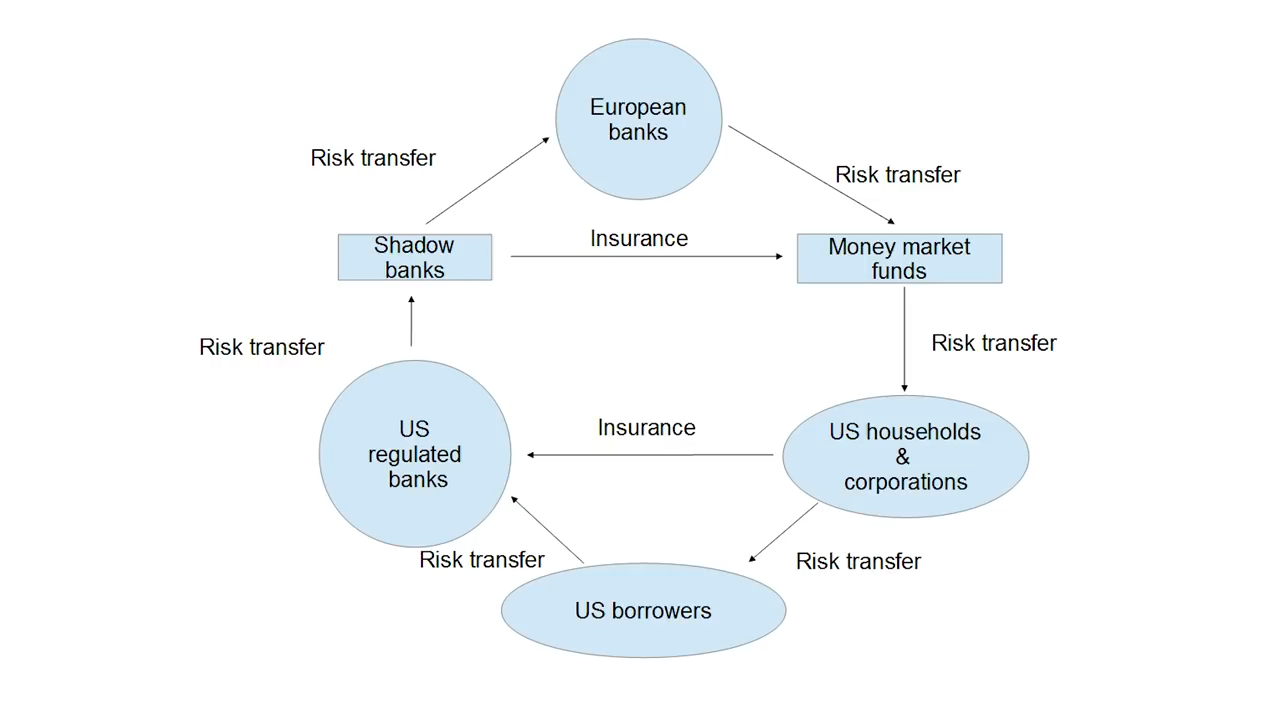 European
banks
Risk transfer
Risk transfer
Shadow
banks
Insurance
Money market
funds
Risk transfer
Risk transfer
US
regulated
banks
Insurance
US households
&
corporations
Risk transfer
Risk transfer
US borrowers